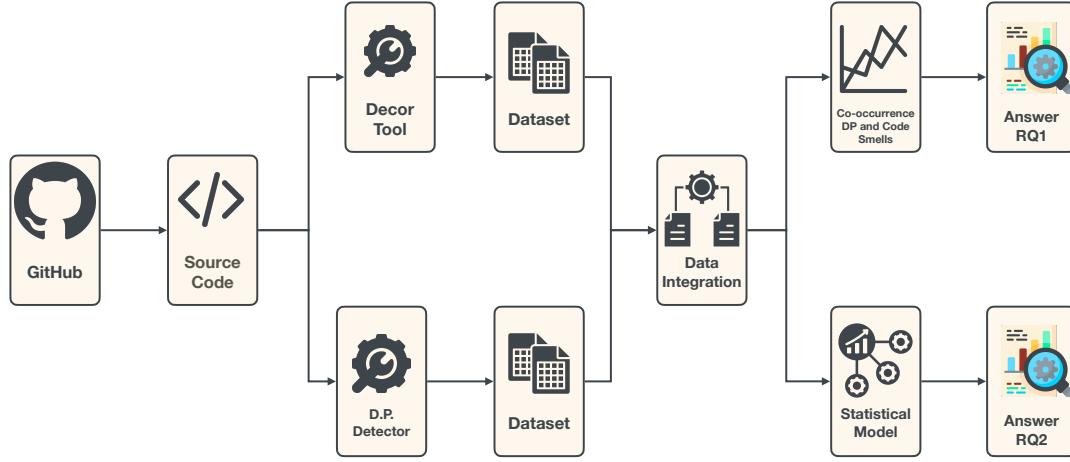 GitHub
Source
Code
Decor
Tool
Dataset
D.P.
Detector
Dataset
Data
Integration
Co-occurrence
DP and Code
Smells
Answer
RQ1
Statistical
Model
Answer
RQ2